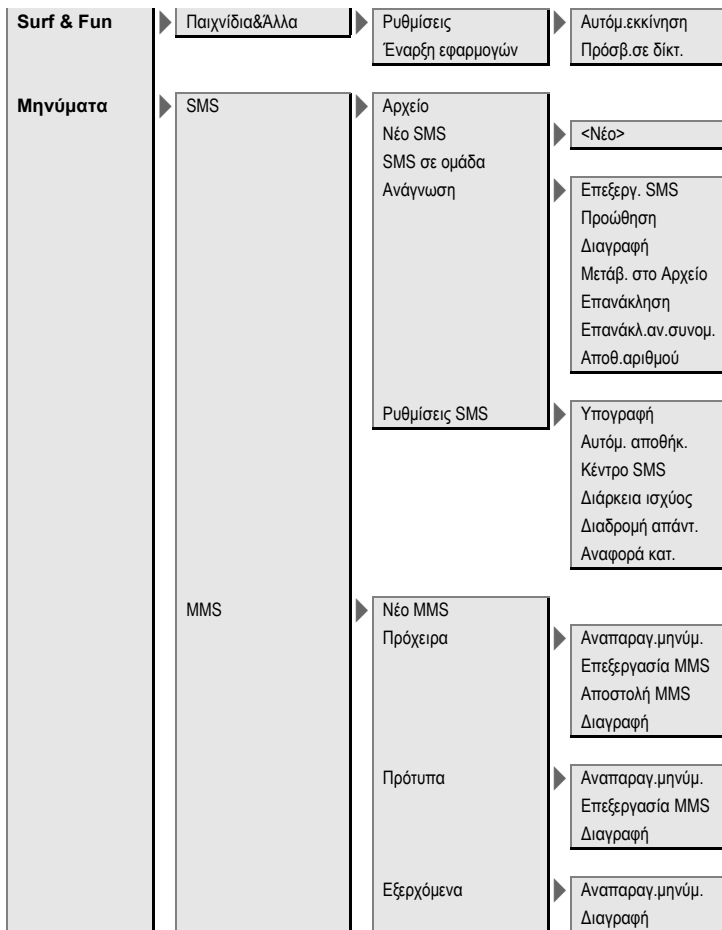 Surf & Fun Παιχνίδια&Άλλα Ρυθμίσεις Αυτόμ.εκκίνηση
Έναρξη εφαρμογών Πρόσβ.σε δίκτ.
Μηνύματα SMS Αρχείο
Νέο SMS <Νέο>
SMS σε ομάδα
Ανάγνωση Επεξεργ. SMS
Προώθηση
Διαγραφή
Μετάβ. στο Αρχείο
Επανάκληση
Επανάκλ.αν.συνομ.
Αποθ.αριθμού
Ρυθμίσεις SMS Υπογραφή
Αυτόμ. αποθήκ.
Κέντρο SMS
Διάρκεια ισχύος
Διαδρομή απάντ.
Αναφορά κατ.
MMS Νέο MMS
Πρόχειρα Αναπαραγ.μηνύμ.
Επεξεργασία MMS
Αποστολή MMS
Διαγραφή
Πρότυπα Αναπαραγ.μηνύμ.
Επεξεργασία MMS
Διαγραφή
Εξερχόμενα Αναπαραγ.μηνύμ.
Διαγραφή